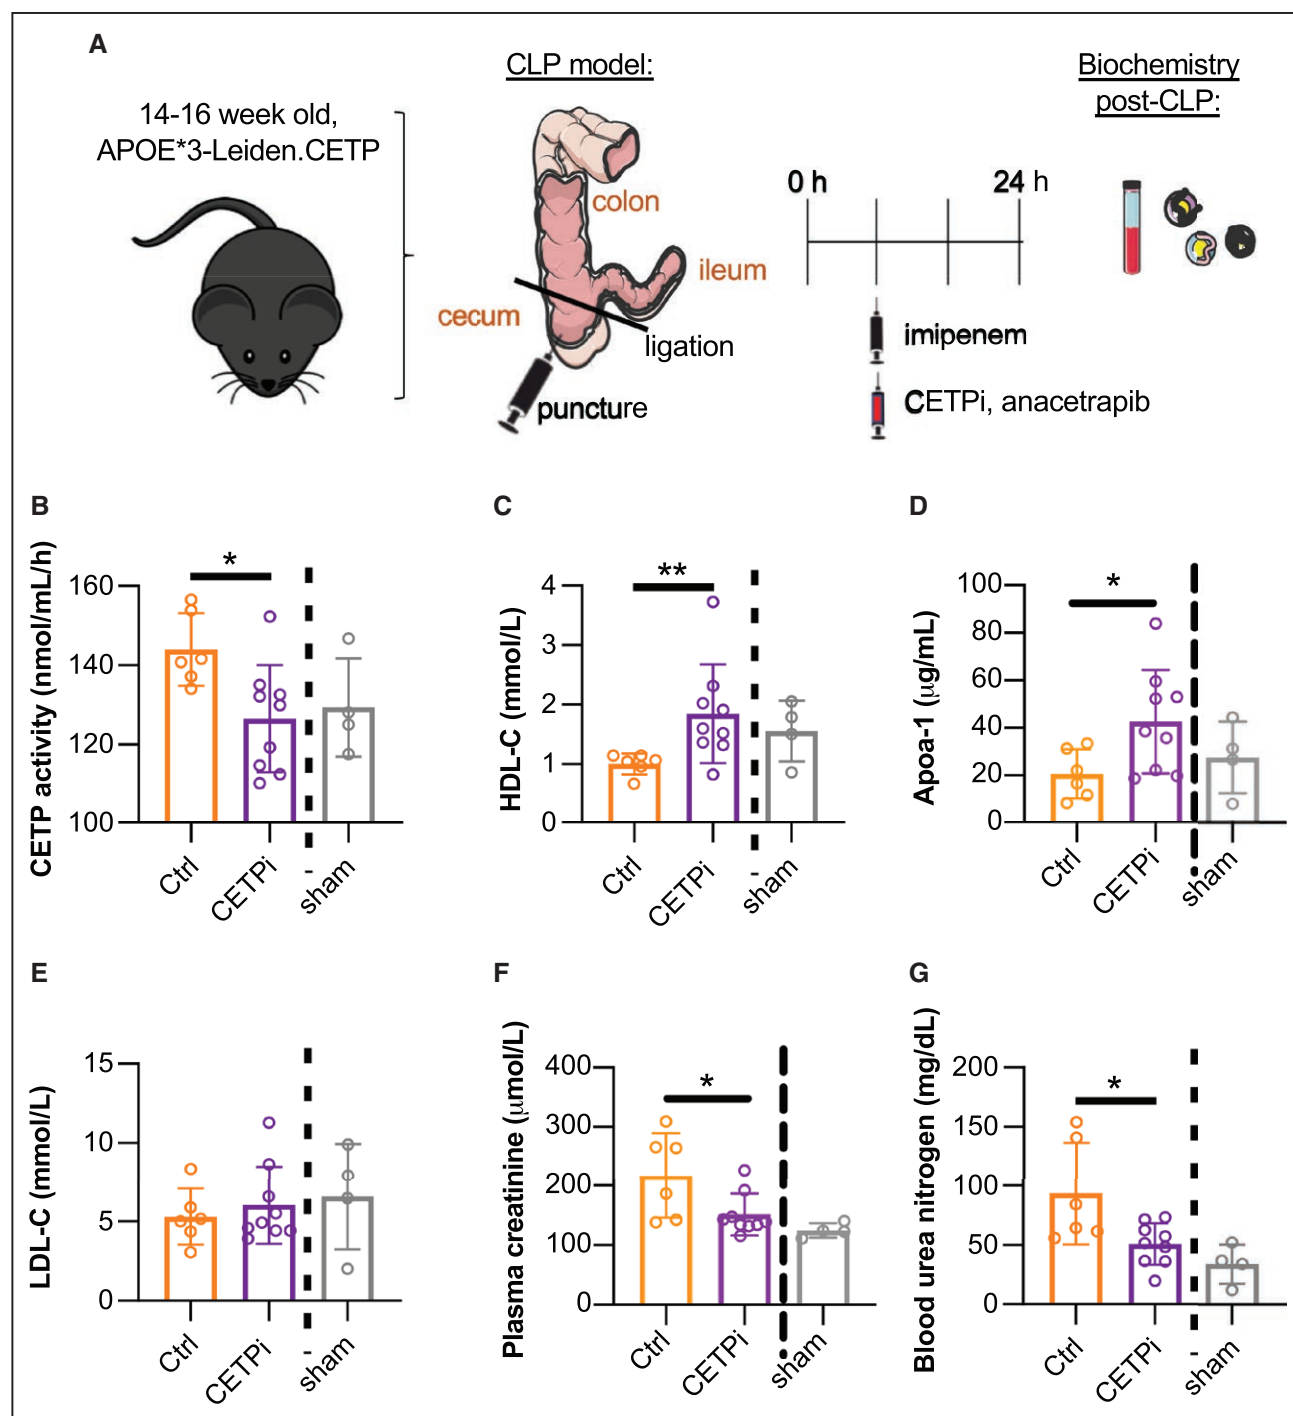 A
14-16 week old,
APOE*3-Leiden.CETP
CLP model:
colon
ileum
cecum
ligation
puncture
0 h
24 h
imipenem
CETPi, anacetrapib
Biochemistry
post-CLP:
B
CETP activity (nmol/mL/h)
160
140
120
100
*
Ctrl
CETPi
sham
C
HDL-C (mmol/L)
4
3
2
1
0
**
Ctrl
CETPi
sham
D
Apoa-1 (μg/mL)
100
80
60
40
20
0
*
Ctrl
CETPi
sham
E
LDL-C (mmol/L)
15
10
5
0
Ctrl
CETPi
sham
F
Plasma creatinine (μmol/L)
400
300
200
100
0
*
Ctrl
CETPi
sham
G
Blood urea nitrogen (mg/dL)
200
150
100
50
0
*
Ctrl
CETPi
sham